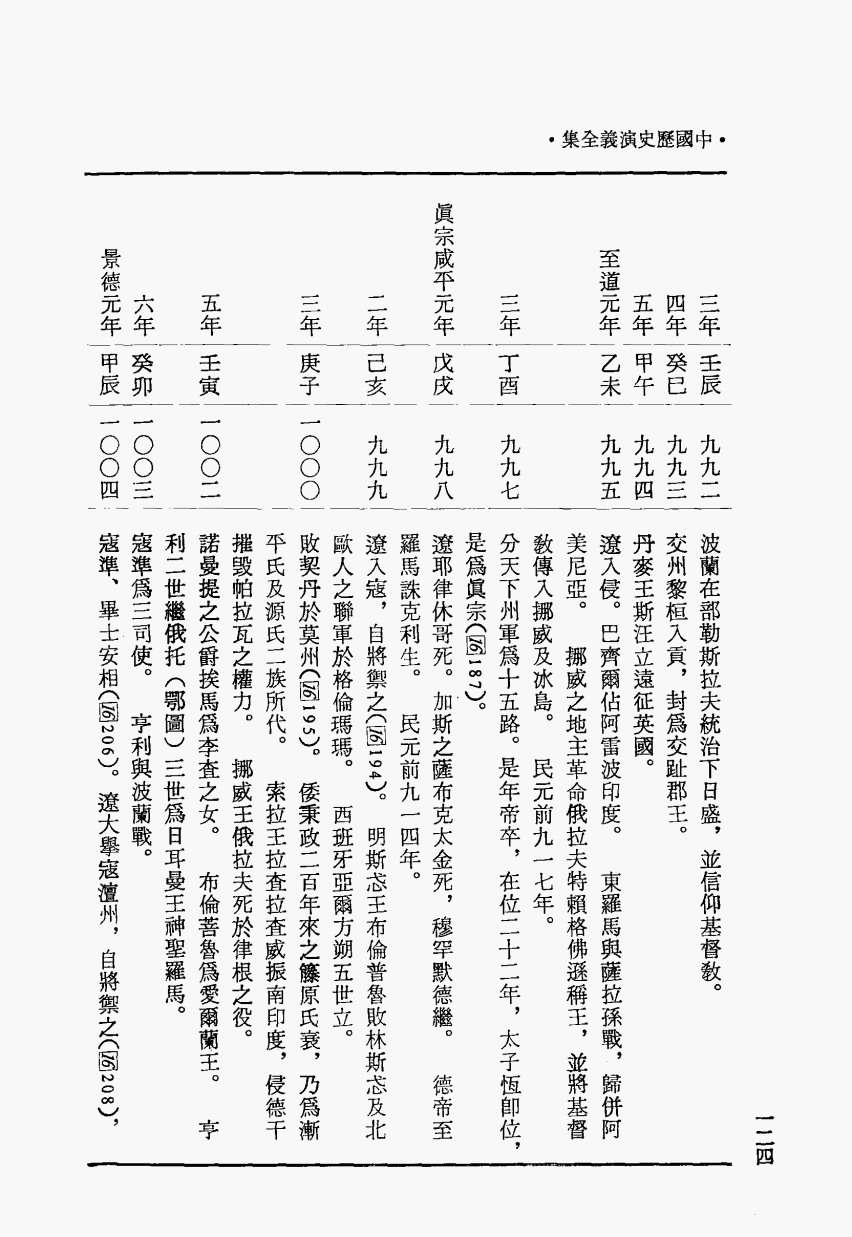 ·中國歷史演義全集·
三年　壬辰　九九二　波蘭在部勒斯拉夫統治下日盛，並信仰基督教。
四年　癸巳　九九三　交州黎桓入貢，封爲交趾郡王。
五年　甲午　九九四　丹麥王斯汪立遠征英國。
至道元年　乙未　九九五　遼入侵。巴齊爾佔阿雷波印度。　東羅馬與薩拉孫戰，歸併阿
美尼亞。　挪威之地主革命俄拉夫特賴格佛遜稱王，並將基督
教傳入挪威及冰島。　民元前九一七年。
三年　丁酉　九九七　分天下州軍爲十五路。是年帝卒，在位二十二年，太子恆卽位，
是爲眞宗(16 187)。
眞宗咸平元年　戊戌　九九八　遼耶律休哥死。加斯之薩布克太金死，穆罕默德繼。　德帝至
羅馬誅克利生。　民元前九一四年。
二年　己亥　九九九　遼入寇，自將禦之(16 194)。　明斯忒王布倫普魯敗林斯忒及北
歐人之聯軍於格倫瑪瑪。　西班牙亞爾方朔五世立。
三年　庚子　一〇〇〇　敗契丹於莫州(16 195)。　倭秉政二百年來之籐原氏衰，乃爲漸
平氏及源氏二族所代。　索拉王拉查拉查威振南印度，侵德干
摧毀帕拉瓦之權力。　挪威王俄拉夫死於律根之役。
五年　壬寅　一〇〇二　諾曼提之公爵挨馬爲李查之女。　布倫菩魯爲愛爾蘭王。　亨
利二世繼俄托（鄂圖）三世爲日耳曼王神聖羅馬。
六年　癸卯　一〇〇三　寇準爲三司使。　亨利與波蘭戰。
景德元年　甲辰　一〇〇四　寇準、畢士安相(16 206)。遼大擧寇澶州，自將禦之(16 208)，
一二四